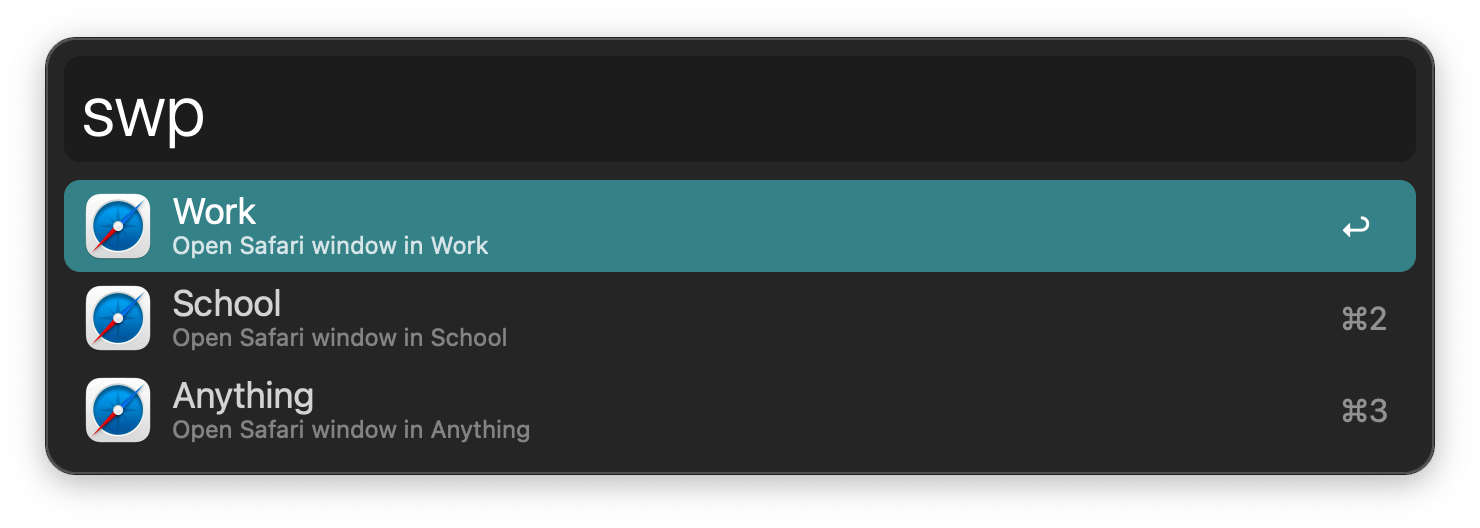 swp
Work
Open Safari window in Work
↩
School
Open Safari window in School
⌘2
Anything
Open Safari window in Anything
⌘3